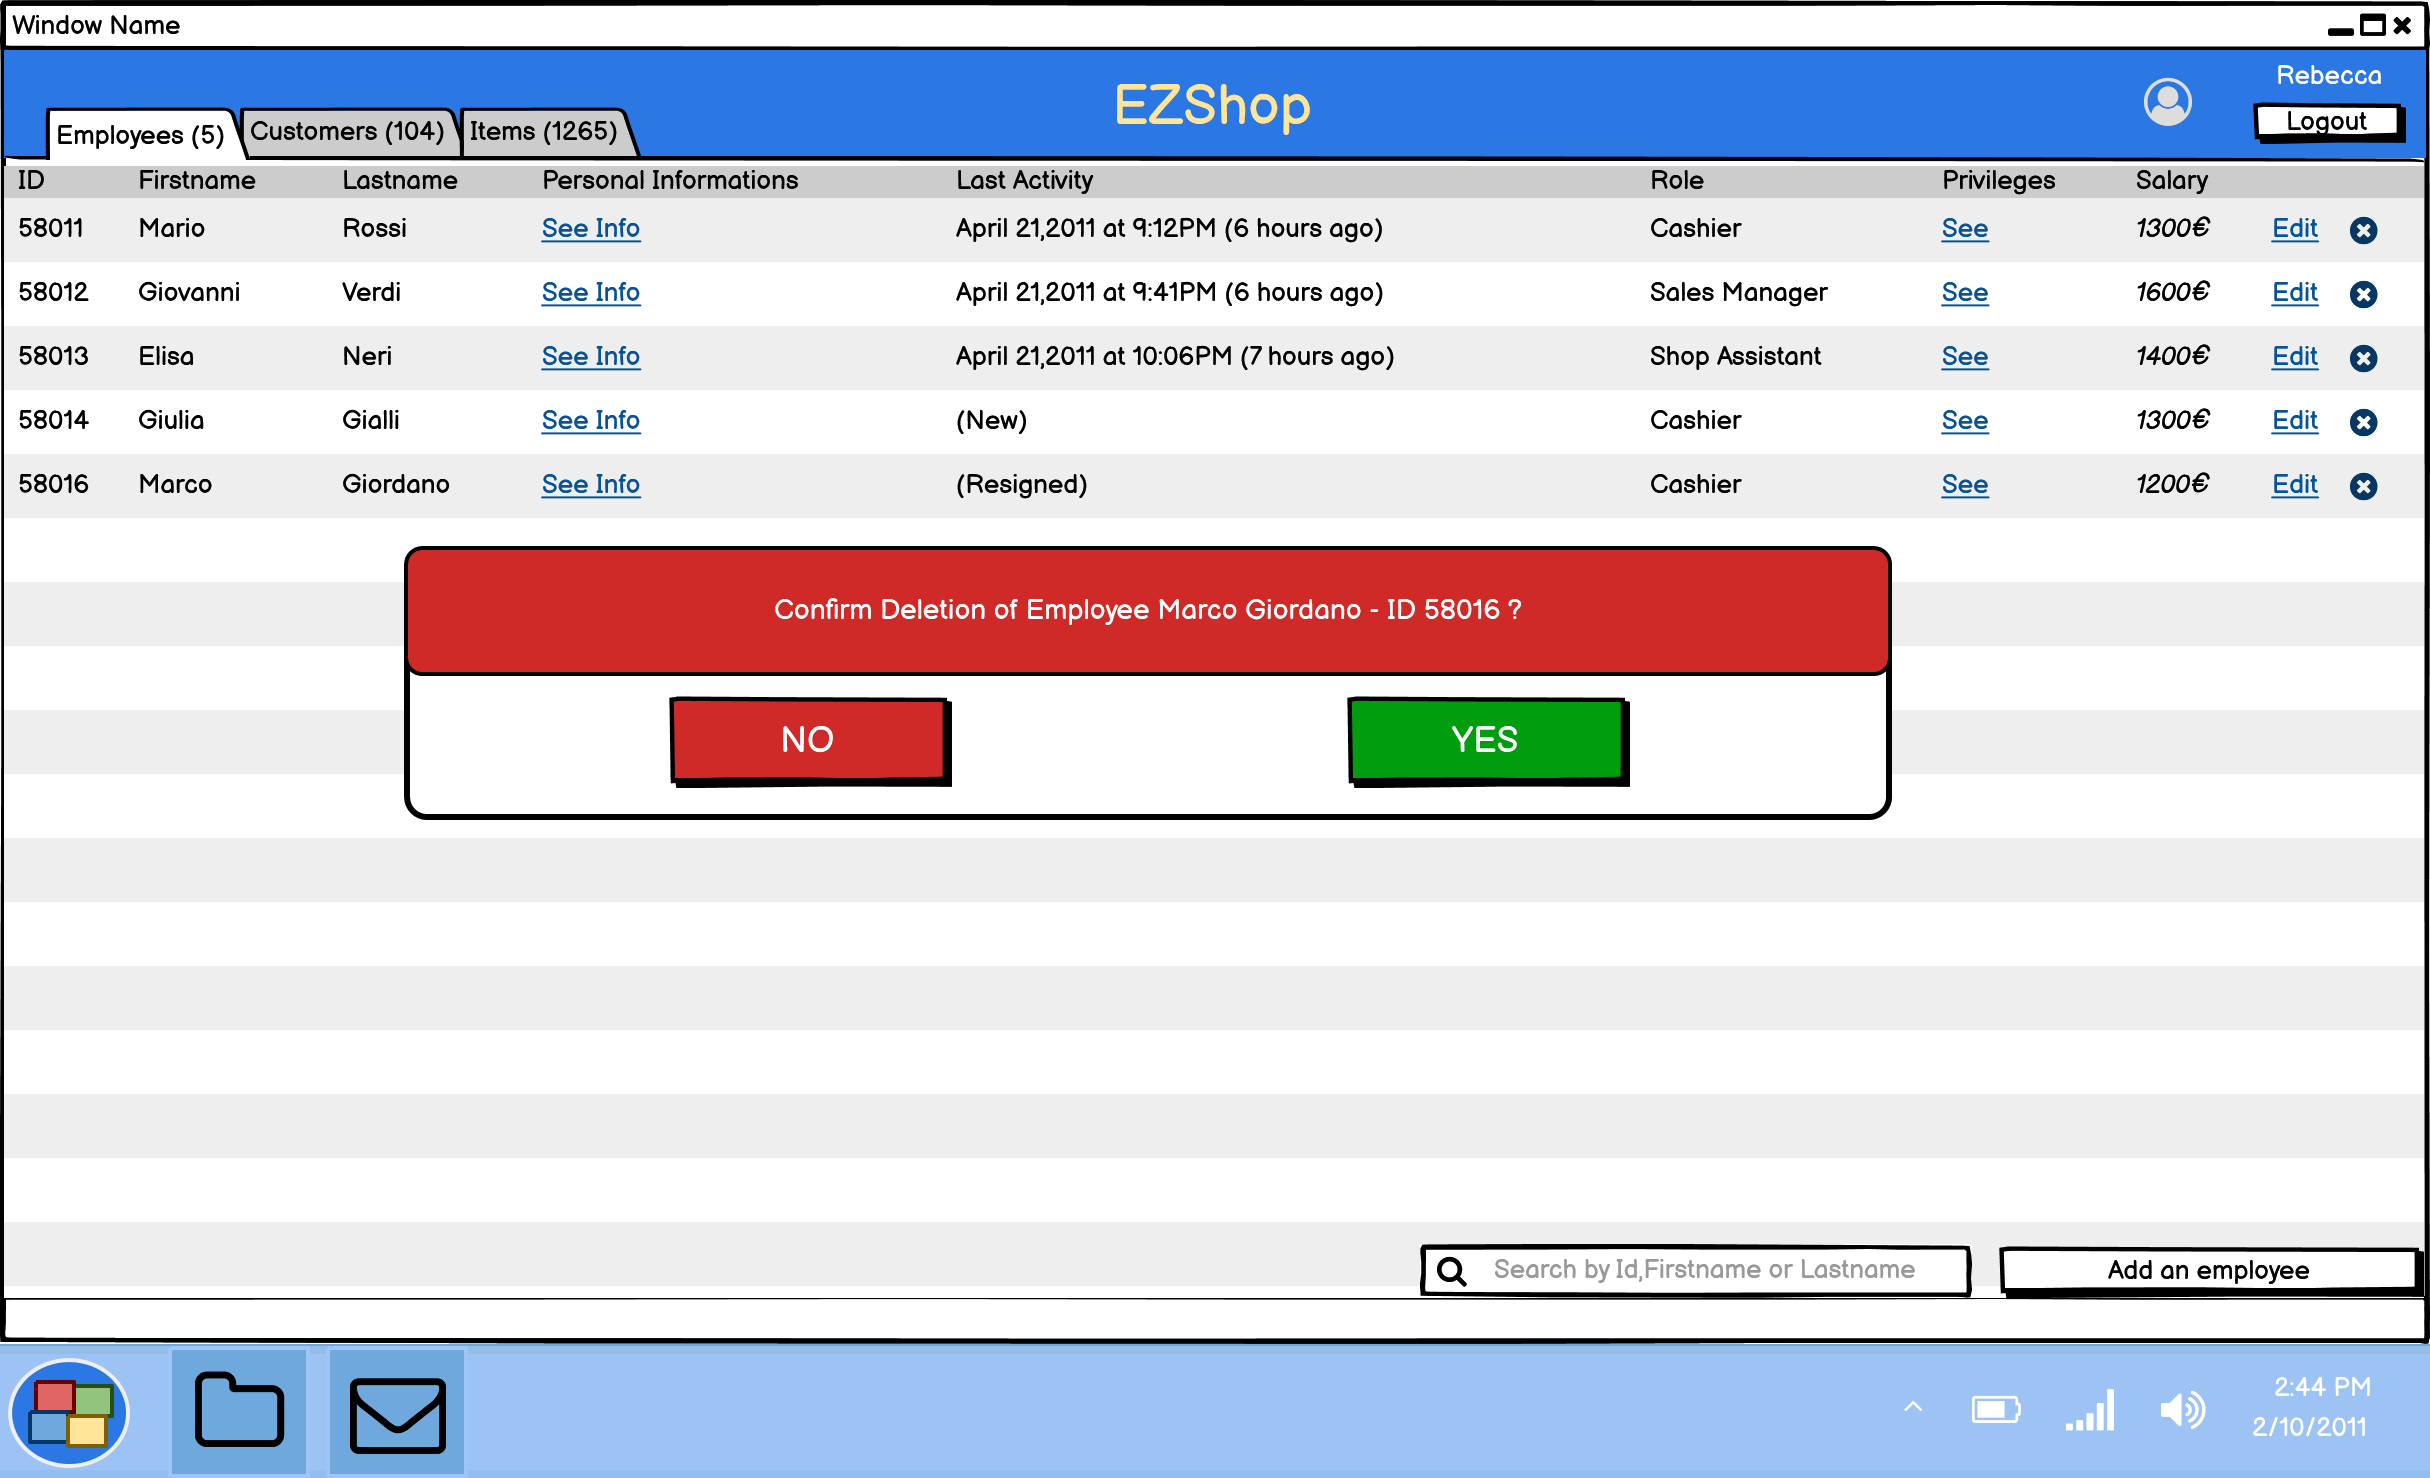 Window Name
EZShop
Rebecca
Logout
Employees (5) Customers (104) Items (1265)
ID Firstname Lastname Personal Informations Last Activity Role Privileges Salary
58011 Mario Rossi See Info April 21,2011 at 9:12PM (6 hours ago) Cashier See 1300€ Edit
58012 Giovanni Verdi See Info April 21,2011 at 9:41PM (6 hours ago) Sales Manager See 1600€ Edit
58013 Elisa Neri See Info April 21,2011 at 10:06PM (7 hours ago) Shop Assistant See 1400€ Edit
58014 Giulia Gialli See Info (New) Cashier See 1300€ Edit
58016 Marco Giordano See Info (Resigned) Cashier See 1200€ Edit
Confirm Deletion of Employee Marco Giordano - ID 58016 ?
NO YES
Search by Id,Firstname or Lastname Add an employee
2:44 PM
2/10/2011